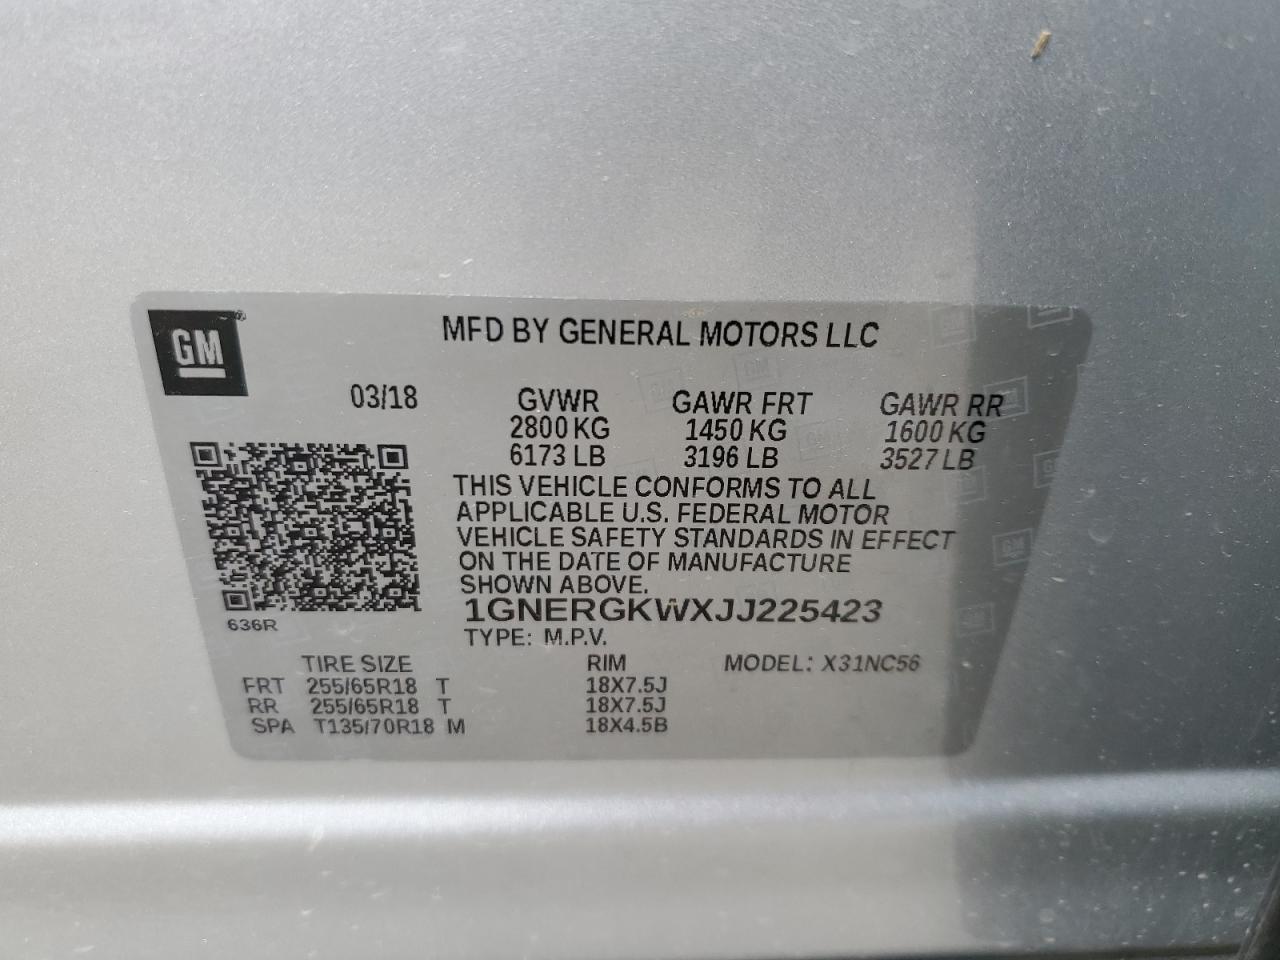 GM
MFD BY GENERAL MOTORS LLC
03/18 GVWR GAWR FRT GAWR RR
2800 KG 1450 KG 1600 KG
6173 LB 3196 LB 3527 LB
THIS VEHICLE CONFORMS TO ALL
APPLICABLE U.S. FEDERAL MOTOR
VEHICLE SAFETY STANDARDS IN EFFECT
ON THE DATE OF MANUFACTURE
SHOWN ABOVE.
1GNERGKWXJJ225423
636R
TYPE: M.P.V.
TIRE SIZE RIM MODEL: X31NC56
FRT 255/65R18 T 18X7.5J
RR 255/65R18 T 18X7.5J
SPA T135/70R18 M 18X4.5B